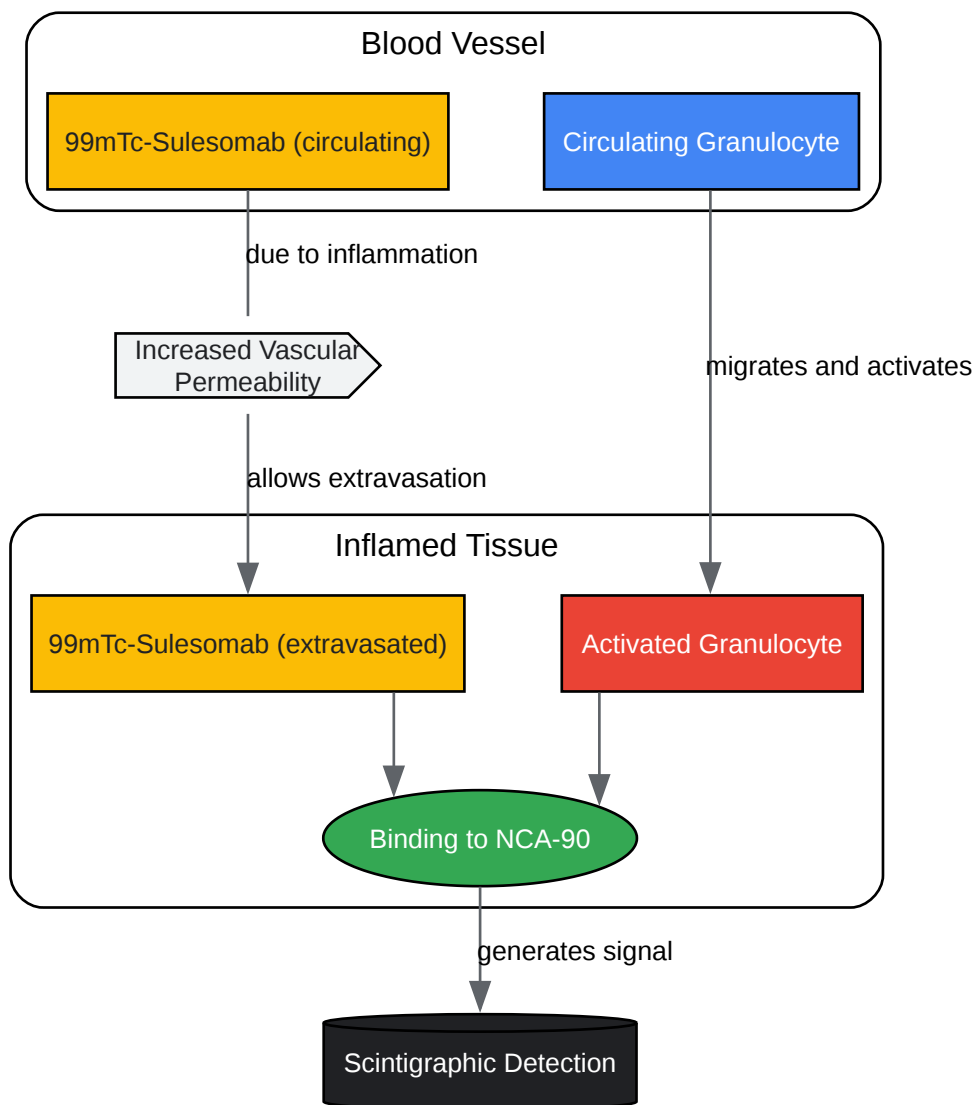 Blood Vessel
99mTc-Sulesomab (circulating)
Circulating Granulocyte
due to inflammation
Increased Vascular
Permeability
migrates and activates
allows extravasation
Inflamed Tissue
99mTc-Sulesomab (extravasated)
Activated Granulocyte
Binding to NCA-90
generates signal
Scintigraphic Detection